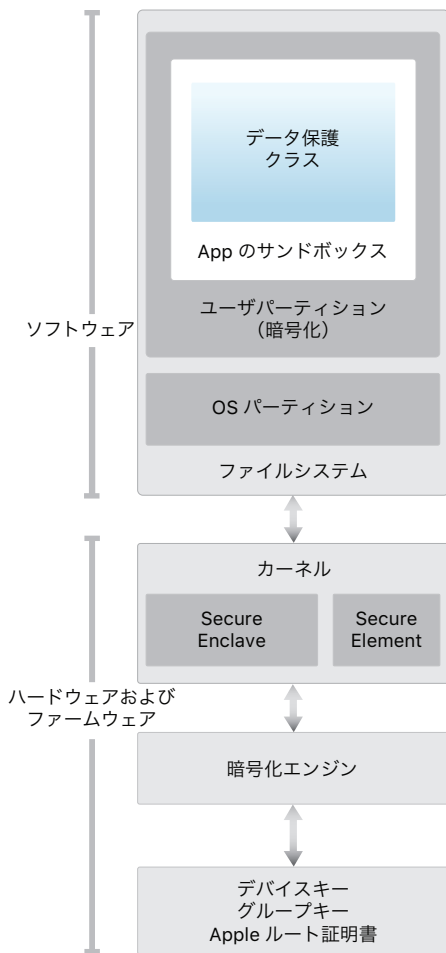 データ保護
クラス
App のサンドボックス
ユーザパーティション
（暗号化）
ソフトウェア
OS パーティション
ファイルシステム
カーネル
Secure
Enclave
Secure
Element
ハードウェアおよび
ファームウェア
暗号化エンジン
デバイスキー
グループキー
Apple ルート証明書